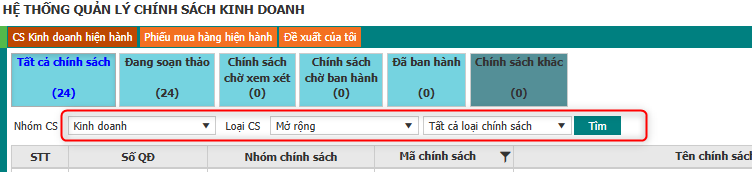 HỆ THỐNG QUẢN LÝ CHÍNH SÁCH KINH DOANH
CS Kinh doanh hiện hành Phiếu mua hàng hiện hành Đề xuất của tôi
Tất cả chính sách (24)
Đang soạn thảo (24)
Chính sách chờ xem xét (0)
Chính sách chờ ban hành (0)
Đã ban hành (0)
Chính sách khác (0)
Nhóm CS Kinh doanh Loại CS Mở rộng Tất cả loại chính sách Tìm
STT Số QĐ Nhóm chính sách Mã chính sách Tên chính sác